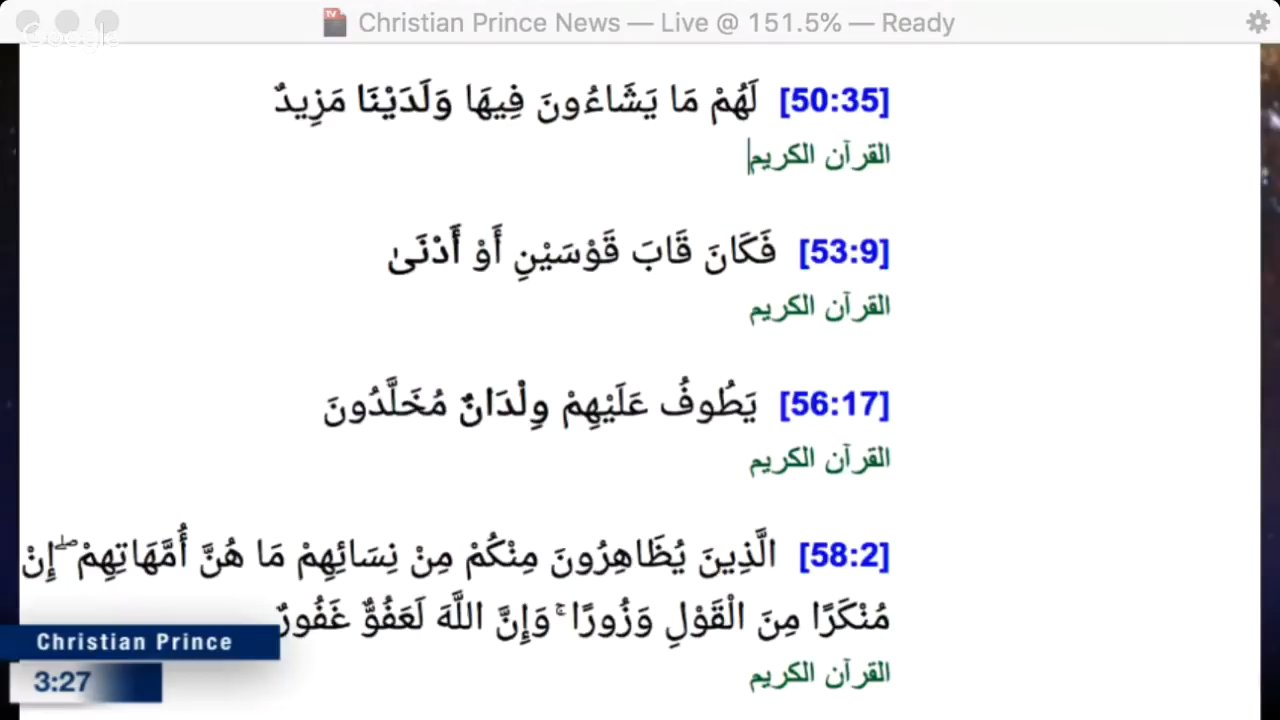 Christian Prince News — Live @ 151.5% — Ready
Google
[50:35] لَهُمْ مَا يَشَاءُونَ فِيهَا وَلَدَيْنَا مَزِيدٌ
القرآن الكريم
[53:9] فَكَانَ قَابَ قَوْسَيْنِ أَوْ أَدْنَىٰ
القرآن الكريم
[56:17] يَطُوفُ عَلَيْهِمْ وِلْدَانٌ مُخَلَّدُونَ
القرآن الكريم
[58:2] الَّذِينَ يُظَاهِرُونَ مِنْكُمْ مِنْ نِسَائِهِمْ مَا هُنَّ أُمَّهَاتِهِمْ ۖ إِنْ
مُنْكَرًا مِنَ الْقَوْلِ وَزُورًا ۚ وَإِنَّ اللَّهَ لَعَفُوٌّ غَفُورٌ
القرآن الكريم
Christian Prince
3:27